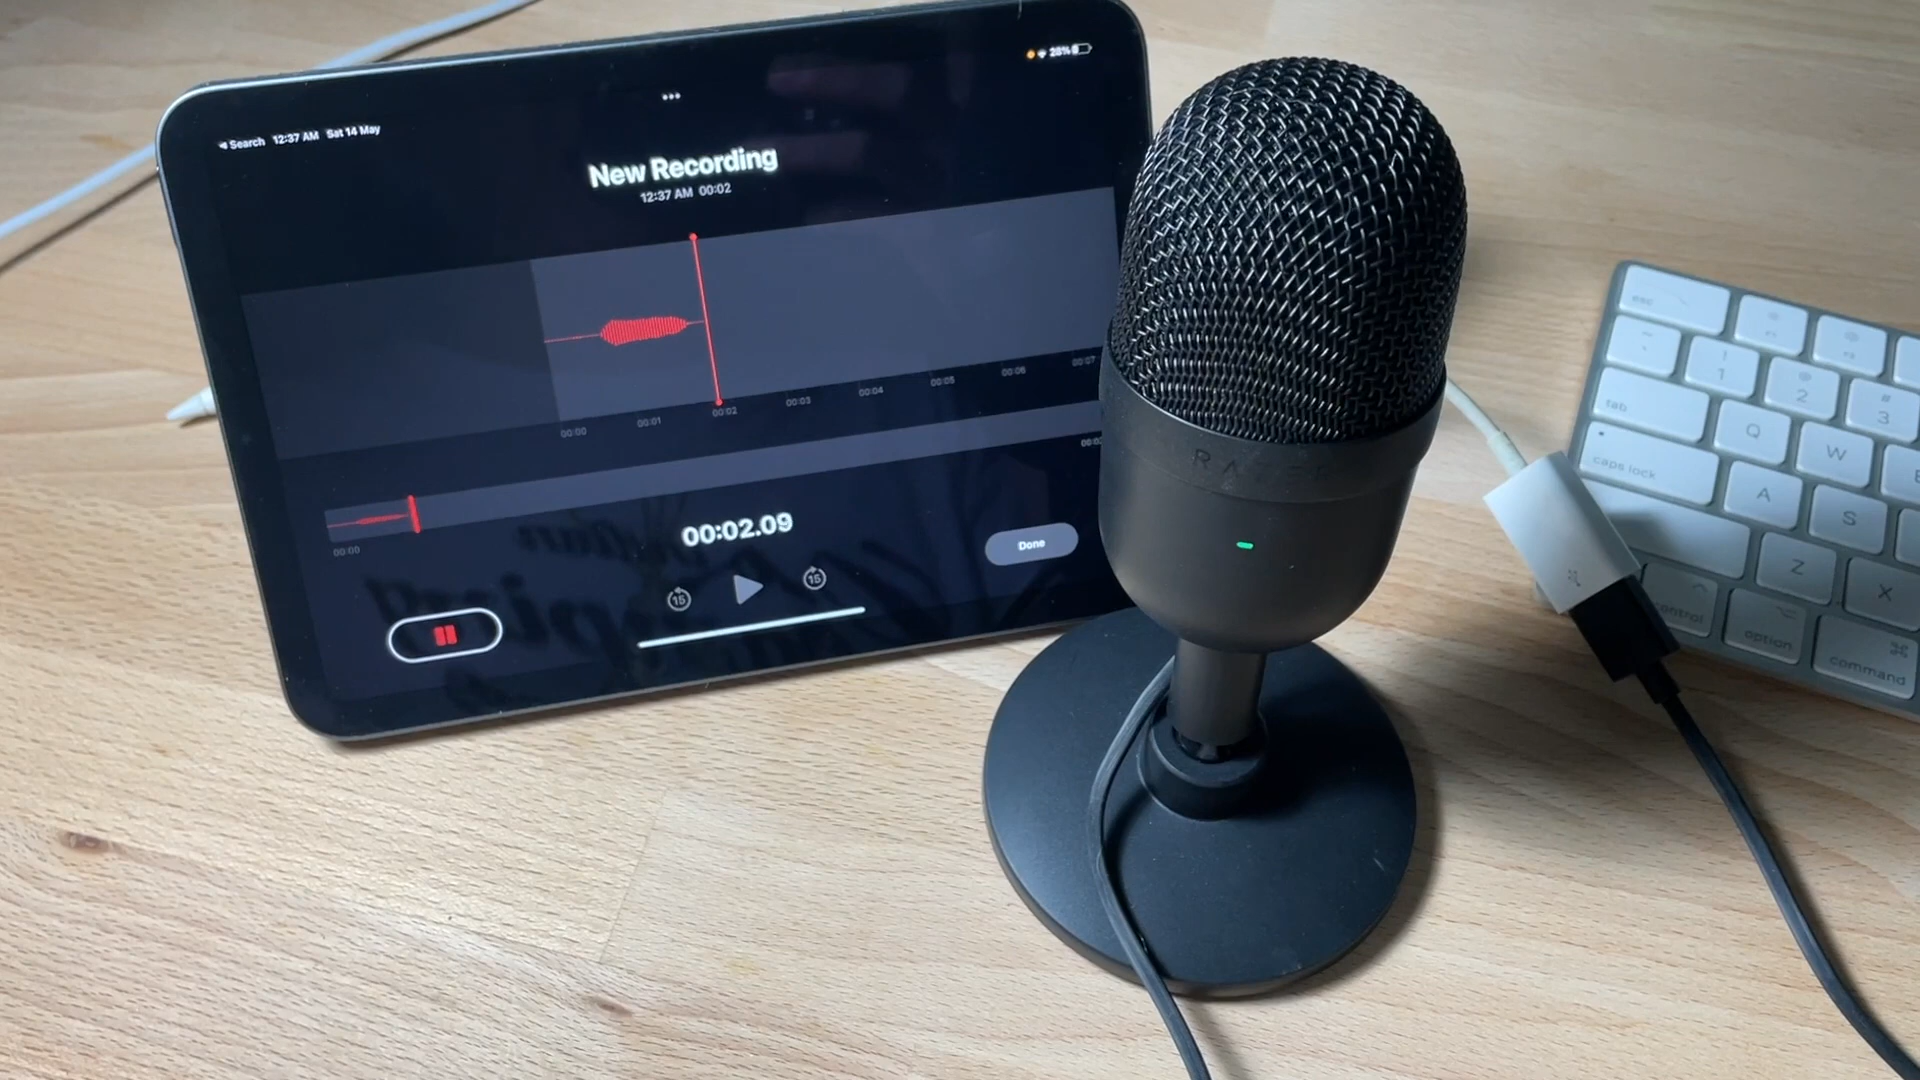 ◀ Search 12:37 AM Sat 14 May
28%
New Recording
12:37 AM 00:02
00:00 00:01 00:02 00:03 00:04 00:05 00:06 00:07
00:00
00:02.09
Done
15 15
RAZER
esc
1 2 3
tab Q W
caps lock A S
Z X
control option command